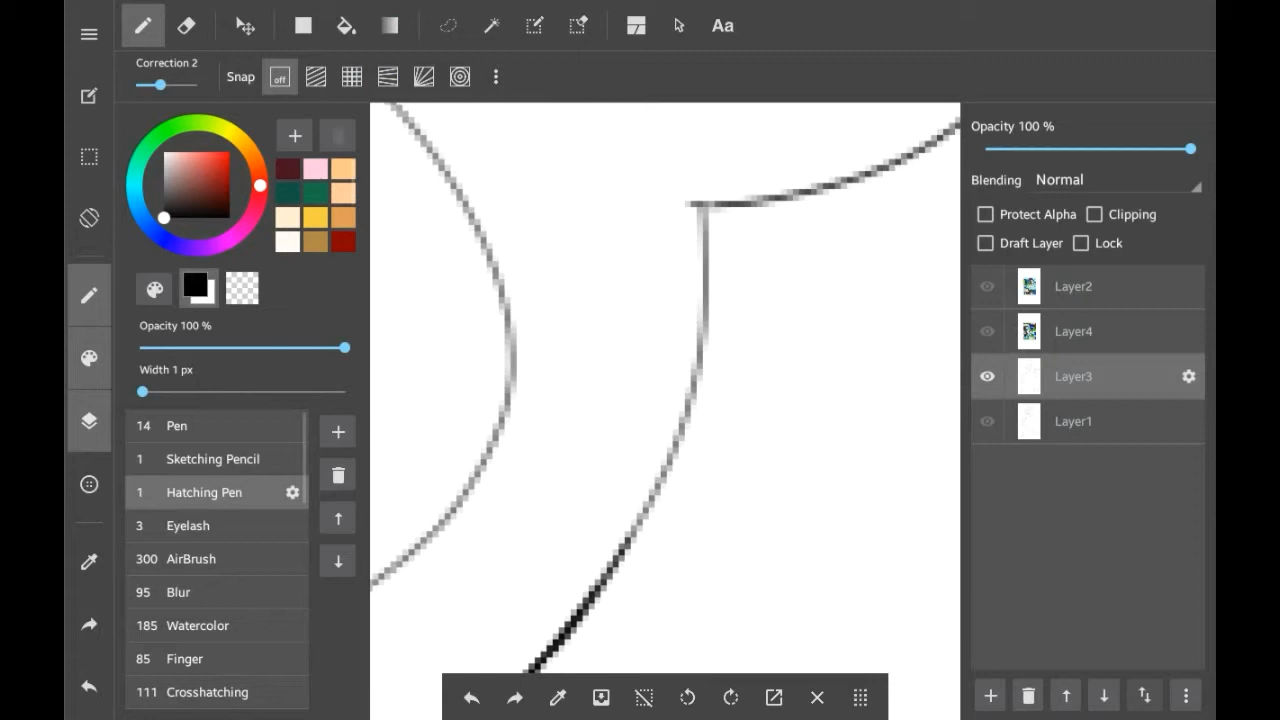 Aa
Correction 2
Snap
off
Opacity 100 %
Width 1 px
14 Pen
1 Sketching Pencil
1 Hatching Pen
3 Eyelash
300 AirBrush
95 Blur
185 Watercolor
85 Finger
111 Crosshatching
Opacity 100 %
Blending Normal
Protect Alpha Clipping
Draft Layer Lock
Layer2
Layer4
Layer3
Layer1